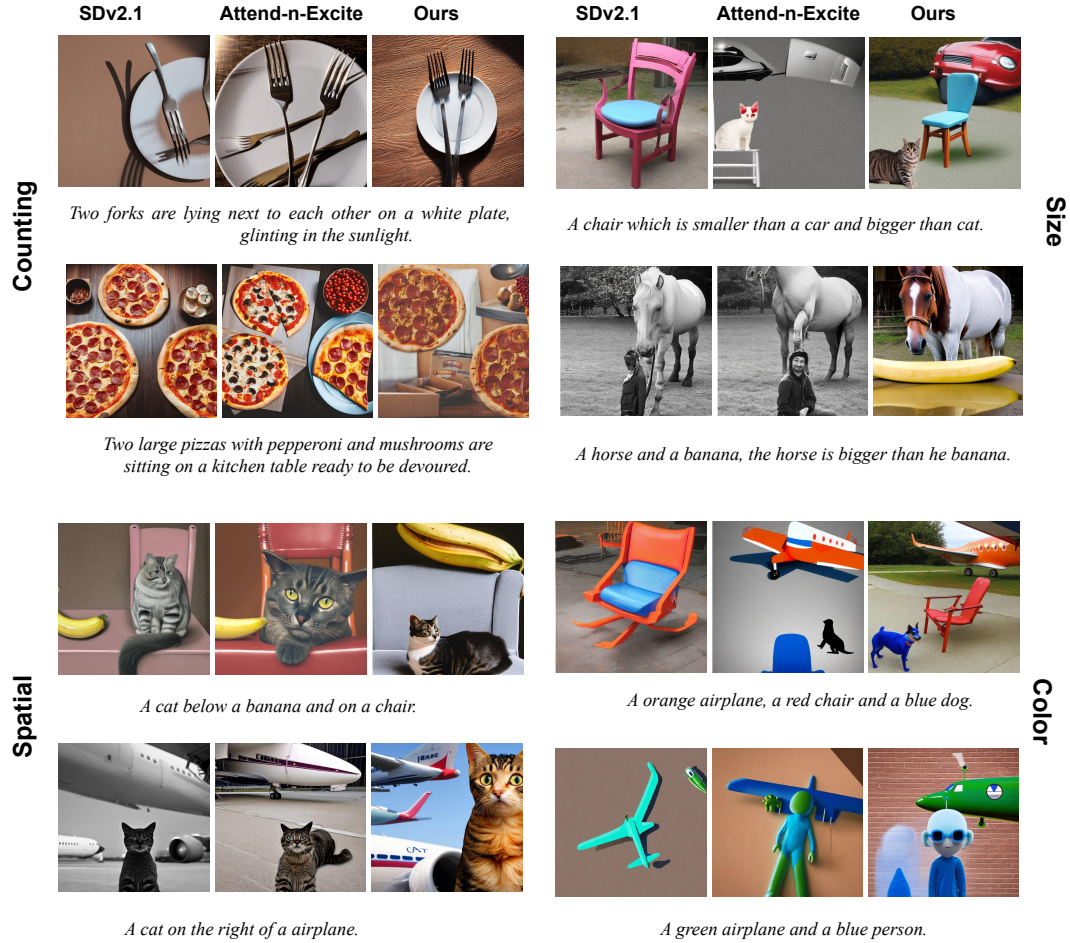 SDv2.1 Attend-n-Excite Ours
SDv2.1 Attend-n-Excite Ours
Counting
Two forks are lying next to each other on a white plate,
glinting in the sunlight.
Two large pizzas with pepperoni and mushrooms are
sitting on a kitchen table ready to be devoured.
Size
A chair which is smaller than a car and bigger than cat.
A horse and a banana, the horse is bigger than he banana.
Spatial
A cat below a banana and on a chair.
A cat on the right of a airplane.
Color
A orange airplane, a red chair and a blue dog.
A green airplane and a blue person.